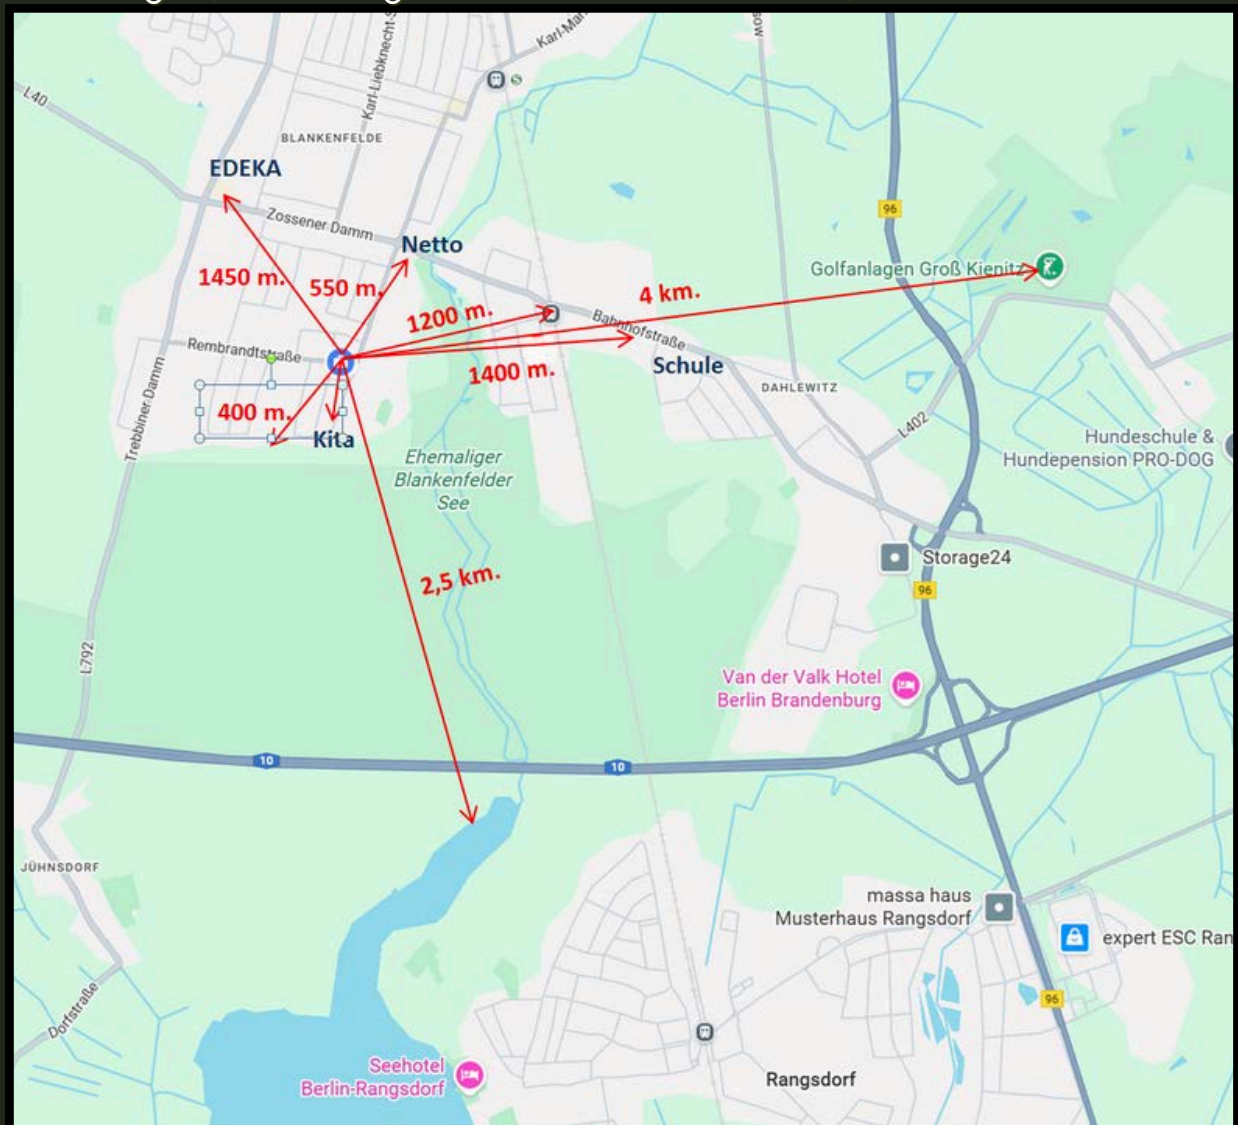 Karl-Liebknecht-S
Karl-Mar
L40
BLANKENFELDE
EDEKA
96
Zossener Damm
Netto
1450 m.
550 m.
Golfanlagen Groß Kienitz
4 km.
1200 m.
Bahnhofstraße
Rembrandtstraße
Schule
1400 m.
DAHLEWITZ
Trebbiner Damm
400 m.
Kita
L402
Hundeschule &
Hundepension PRO-DOG
Ehemaliger
Blankenfelder
See
Storage24
2,5 km.
96
L792
Van der Valk Hotel
Berlin Brandenburg
10
10
JÜHNSDORF
massa haus
Musterhaus Rangsdorf
expert ESC Ran
Dorfstraße
96
Seehotel
Berlin-Rangsdorf
Rangsdorf